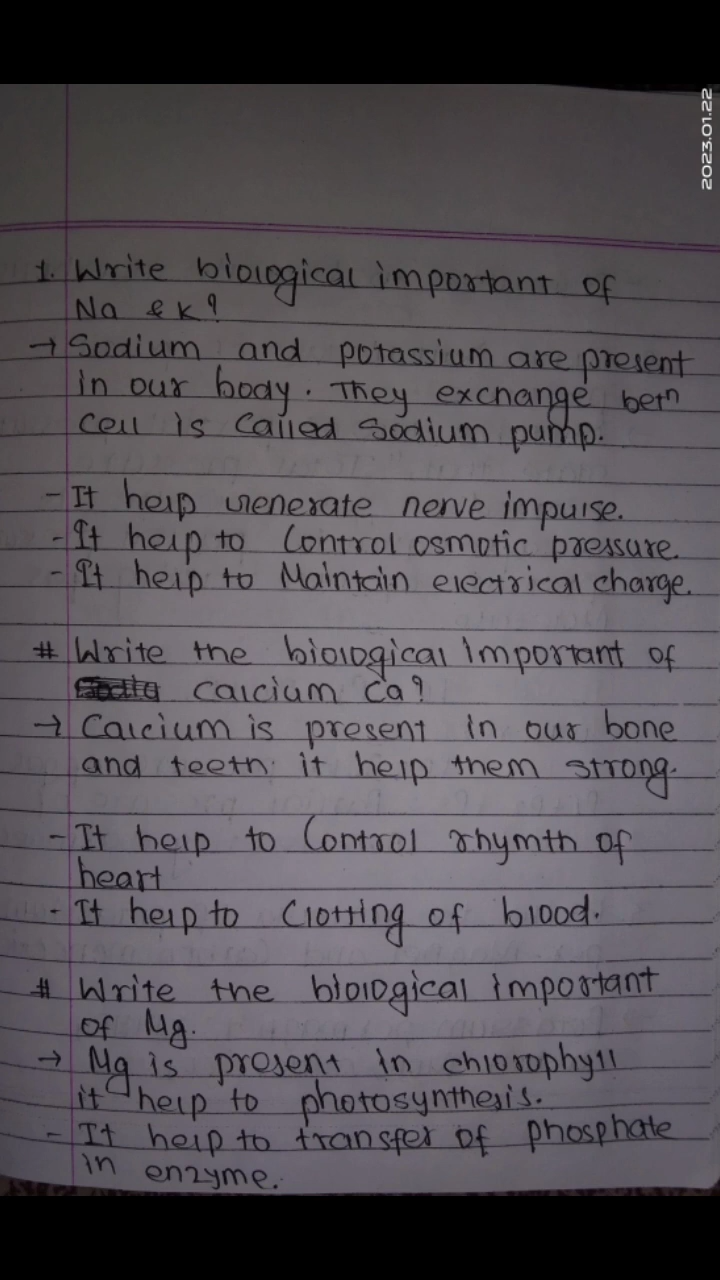 2023.01.22
1. Write biological important of
Na & K?
→ Sodium and potassium are present
in our body. They exchange betn
cell is called sodium pump.
- It help Generate nerve impulse.
- It help to Control osmotic pressure.
- It help to Maintain electrical charge.
# Write the biological important of
calcium Ca?
→ Calcium is present in our bone
and teeth. it help them strong.
- It help to Control rhymth of
heart
- It help to Clotting of blood.
# Write the biological important
of Mg.
→ Mg is present in chlorophyll
it help to photosynthesis.
- It help to transfer of phosphate
in enzyme.